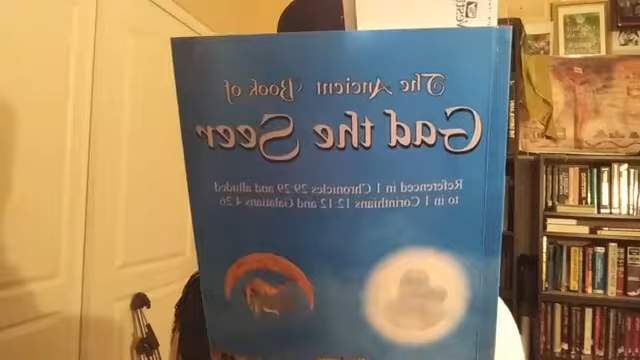 The Ancient Book of
Gad the Seer
Referenced in 1 Chronicles 29:29 and alluded
to in 1 Corinthians 12:12 and Galatians 4:26